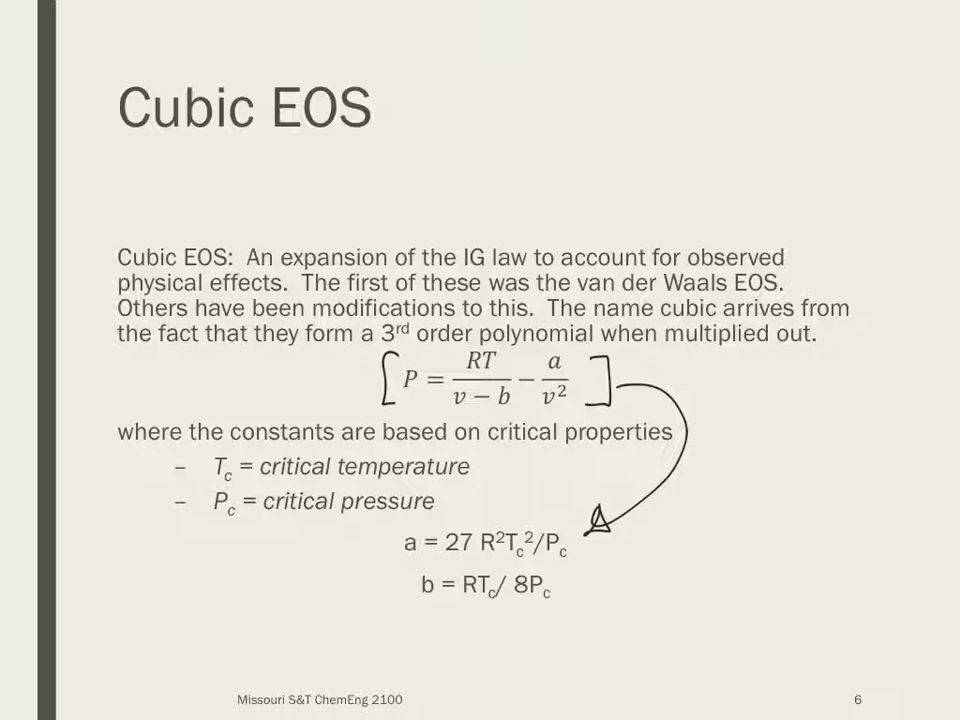 Cubic EOS
Cubic EOS:  An expansion of the IG law to account for observed
physical effects.  The first of these was the van der Waals EOS.
Others have been modifications to this.  The name cubic arrives from
the fact that they form a 3rd order polynomial when multiplied out.
P = RT/(v − b) − a/v²
where the constants are based on critical properties
– Tc = critical temperature
– Pc = critical pressure
a = 27 R²Tc²/Pc
b = RTc/ 8Pc
Missouri S&T ChemEng 2100
6